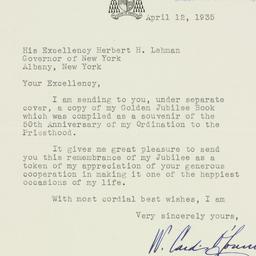 April 12, 1935
His Excellency Herbert H. Lehman
Governor of New York
Albany, New York
Your Excellency,
I am sending to you, under separate
cover, a copy of my Golden Jubilee Book
which was compiled as a souvenir of the
50th Anniversary of my Ordination to the
Priesthood.
It gives me great pleasure to send
you this remembrance of my Jubilee as a
token of my appreciation of your generous
cooperation in making it one of the happiest
occasions of my life.
With most cordial best wishes, I am
Very sincerely yours,
W. Card. O'Conn